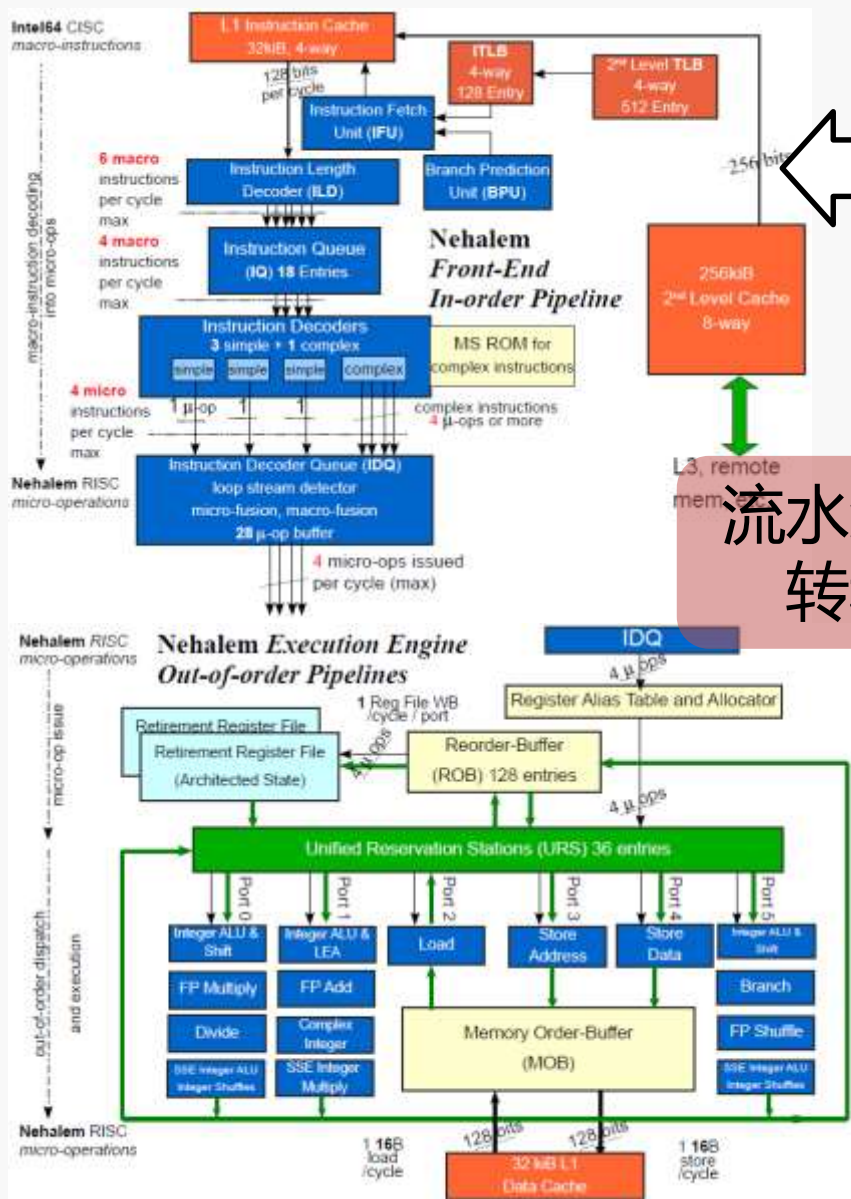 Intel64 CISC
macro-instructions
L1 Instruction Cache
32kiB, 4-way
128 bits
per cycle
ITLB
4-way
128 Entry
2nd Level TLB
4-way
512 Entry
Instruction Fetch
Unit (IFU)
6 macro
instructions
per cycle
max
Instruction Length
Decoder (ILD)
Branch Prediction
Unit (BPU)
256 bits
macro-instruction decoding
into micro-ops
4 macro
instructions
per cycle
max
Instruction Queue
(IQ) 18 Entries
Nehalem
Front-End
In-order Pipeline
256kiB
2nd Level Cache
8-way
Instruction Decoders
3 simple + 1 complex
simple
simple
simple
complex
MS ROM for
complex instructions
4 micro
instructions
per cycle
max
1 μ-op
1
1
complex instructions
4 μ-ops or more
Nehalem RISC
micro-operations
Instruction Decoder Queue (IDQ)
loop stream detector
micro-fusion, macro-fusion
28 μ-op buffer
L3, remote
mem, etc
流水
转
4 micro-ops issued
per cycle (max)
Nehalem RISC
micro-operations
Nehalem Execution Engine
Out-of-order Pipelines
IDQ
4 μ ops
Register Alias Table and Allocator
micro-op issue
1 Reg File WB
/cycle / port
Retirement Register File
Retirement Register File
(Architected State)
4 μ ops
Reorder-Buffer
(ROB) 128 entries
4 μ ops
Unified Reservation Stations (URS) 36 entries
Port 0
Port 1
Port 2
Port 3
Port 4
Port 5
out-of-order dispatch
and execution
Integer ALU &
Shift
Integer ALU &
LEA
Load
Store
Address
Store
Data
Integer ALU &
Shift
FP Multiply
FP Add
Branch
Divide
Complex
Integer
Memory Order-Buffer
(MOB)
FP Shuffle
SSE Integer ALU
Integer Shuffles
SSE Integer
Multiply
SSE Integer ALU
Integer Shuffles
Nehalem RISC
micro-operations
1 16B
load
/cycle
128 bits
128 bits
1 16B
store
/cycle
32 kiB L1
Data Cache